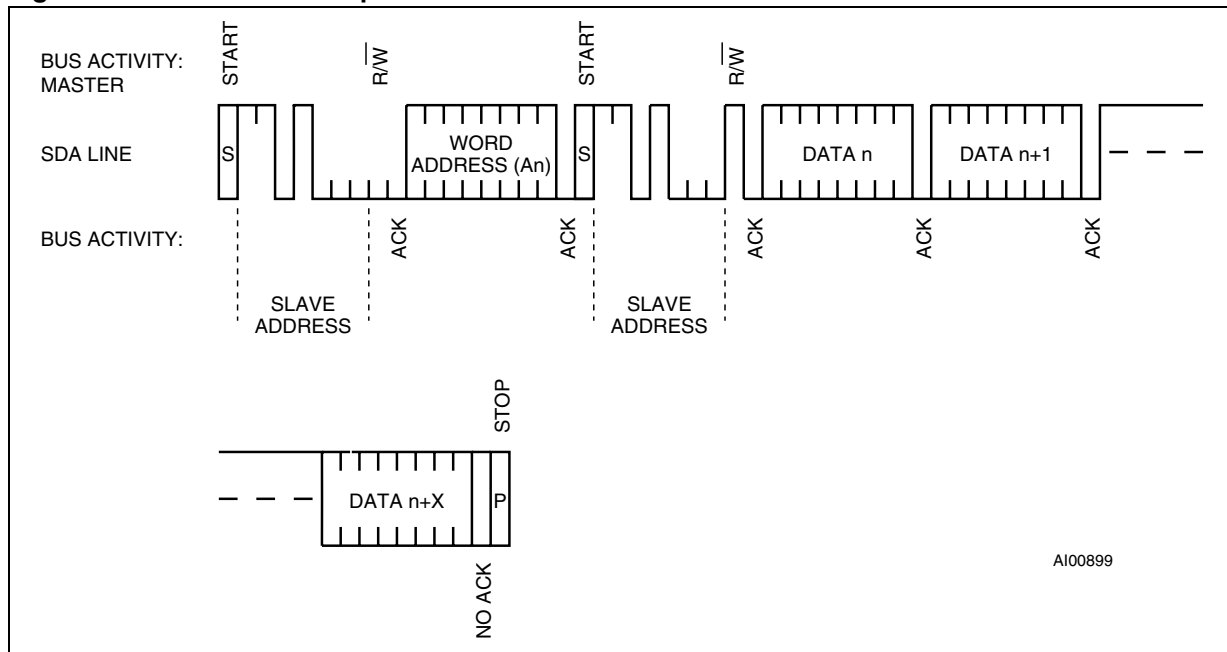 BUS ACTIVITY:
MASTER
START
R/W
START
R/W
SDA LINE
S
WORD
ADDRESS (An)
S
DATA n
DATA n+1
BUS ACTIVITY:
ACK
ACK
ACK
ACK
ACK
SLAVE
ADDRESS
SLAVE
ADDRESS
STOP
DATA n+X
P
NO ACK
AI00899